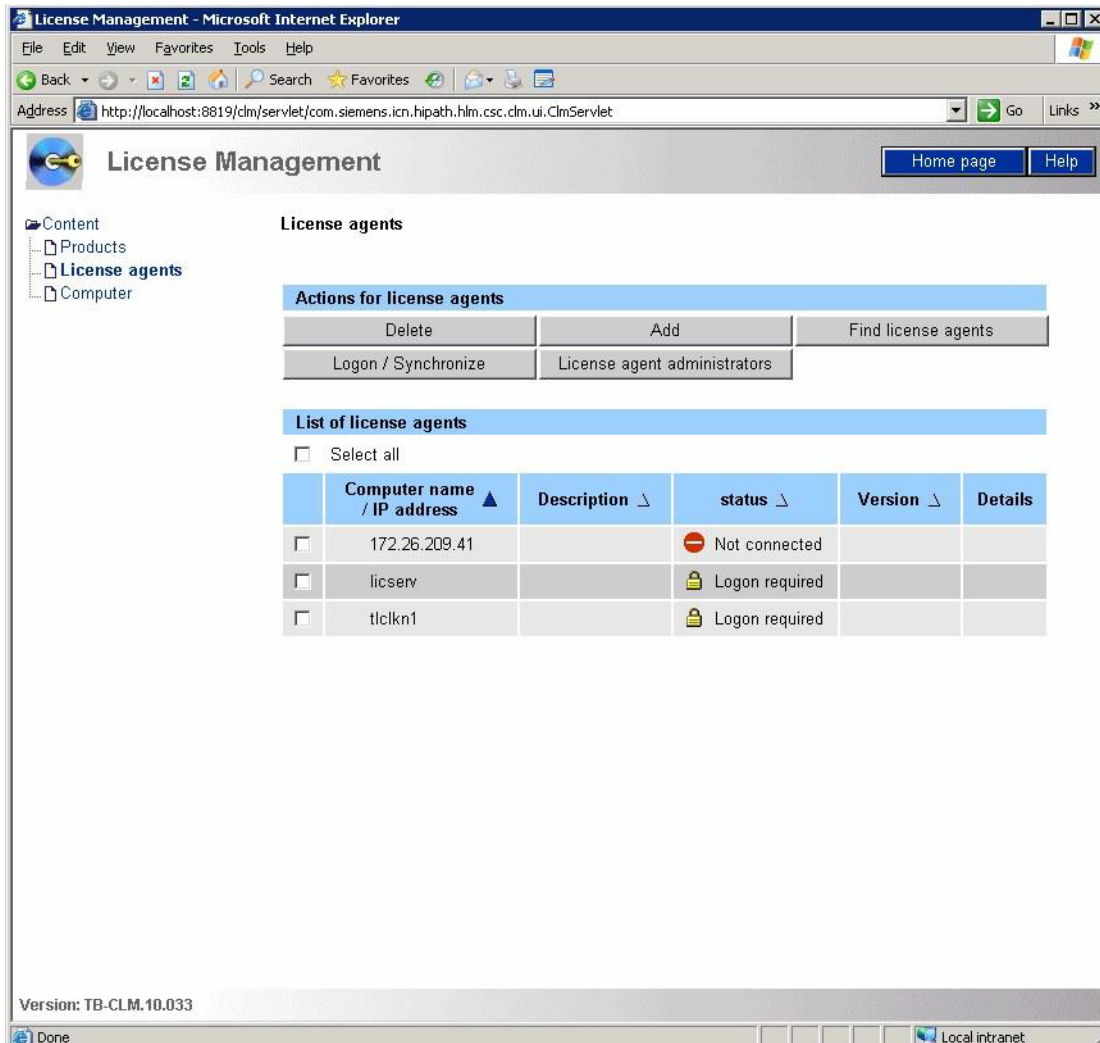 License Management - Microsoft Internet Explorer
File Edit View Favorites Tools Help
Back Search Favorites
Address http://localhost:8819/clm/servlet/com.siemens.icn.hipath.hlm.csc.clm.ui.ClmServlet Go Links »
License Management Home page Help
Content
Products
License agents
Computer
License agents
Actions for license agents
Delete Add Find license agents
Logon / Synchronize License agent administrators
List of license agents
Select all
Computer name / IP address Description status Version Details
172.26.209.41 Not connected
licserv Logon required
tlclkn1 Logon required
Version: TB-CLM.10.033
Done Local intranet